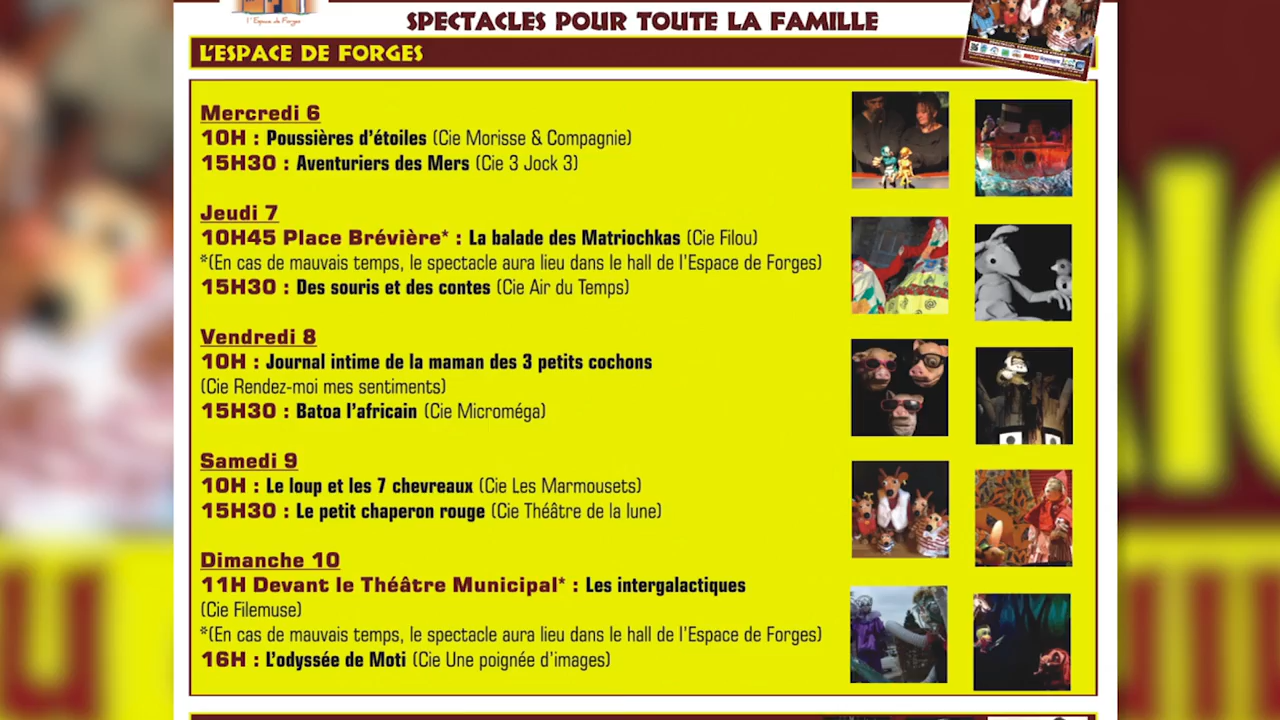 l'Espace de Forges
SPECTACLES POUR TOUTE LA FAMILLE
L'ESPACE DE FORGES
Mercredi 6
10H : Poussières d'étoiles (Cie Morisse & Compagnie)
15H30 : Aventuriers des Mers (Cie 3 Jock 3)
Jeudi 7
10H45 Place Brévière* : La balade des Matriochkas (Cie Filou)
*(En cas de mauvais temps, le spectacle aura lieu dans le hall de l'Espace de Forges)
15H30 : Des souris et des contes (Cie Air du Temps)
Vendredi 8
10H : Journal intime de la maman des 3 petits cochons
(Cie Rendez-moi mes sentiments)
15H30 : Batoa l'africain (Cie Microméga)
Samedi 9
10H : Le loup et les 7 chevreaux (Cie Les Marmousets)
15H30 : Le petit chaperon rouge (Cie Théâtre de la lune)
Dimanche 10
11H Devant le Théâtre Municipal* : Les intergalactiques
(Cie Filemuse)
*(En cas de mauvais temps, le spectacle aura lieu dans le hall de l'Espace de Forges)
16H : L'odyssée de Moti (Cie Une poignée d'images)